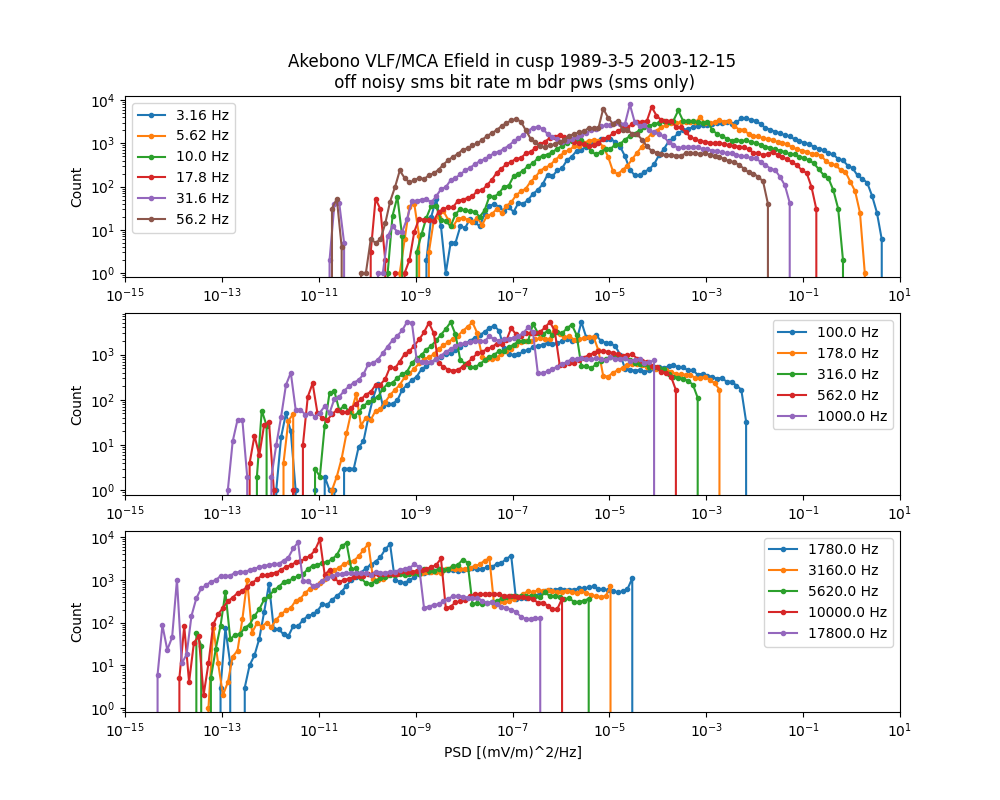 Akebono VLF/MCA Efield in cusp 1989-3-5 2003-12-15
off noisy sms bit rate m bdr pws (sms only)
Count
10^4
10^3
10^2
10^1
10^0
3.16 Hz
5.62 Hz
10.0 Hz
17.8 Hz
31.6 Hz
56.2 Hz
10^-15 10^-13 10^-11 10^-9 10^-7 10^-5 10^-3 10^-1 10^1
Count
10^3
10^2
10^1
10^0
100.0 Hz
178.0 Hz
316.0 Hz
562.0 Hz
1000.0 Hz
10^-15 10^-13 10^-11 10^-9 10^-7 10^-5 10^-3 10^-1 10^1
Count
10^4
10^3
10^2
10^1
10^0
1780.0 Hz
3160.0 Hz
5620.0 Hz
10000.0 Hz
17800.0 Hz
10^-15 10^-13 10^-11 10^-9 10^-7 10^-5 10^-3 10^-1 10^1
PSD [(mV/m)^2/Hz]